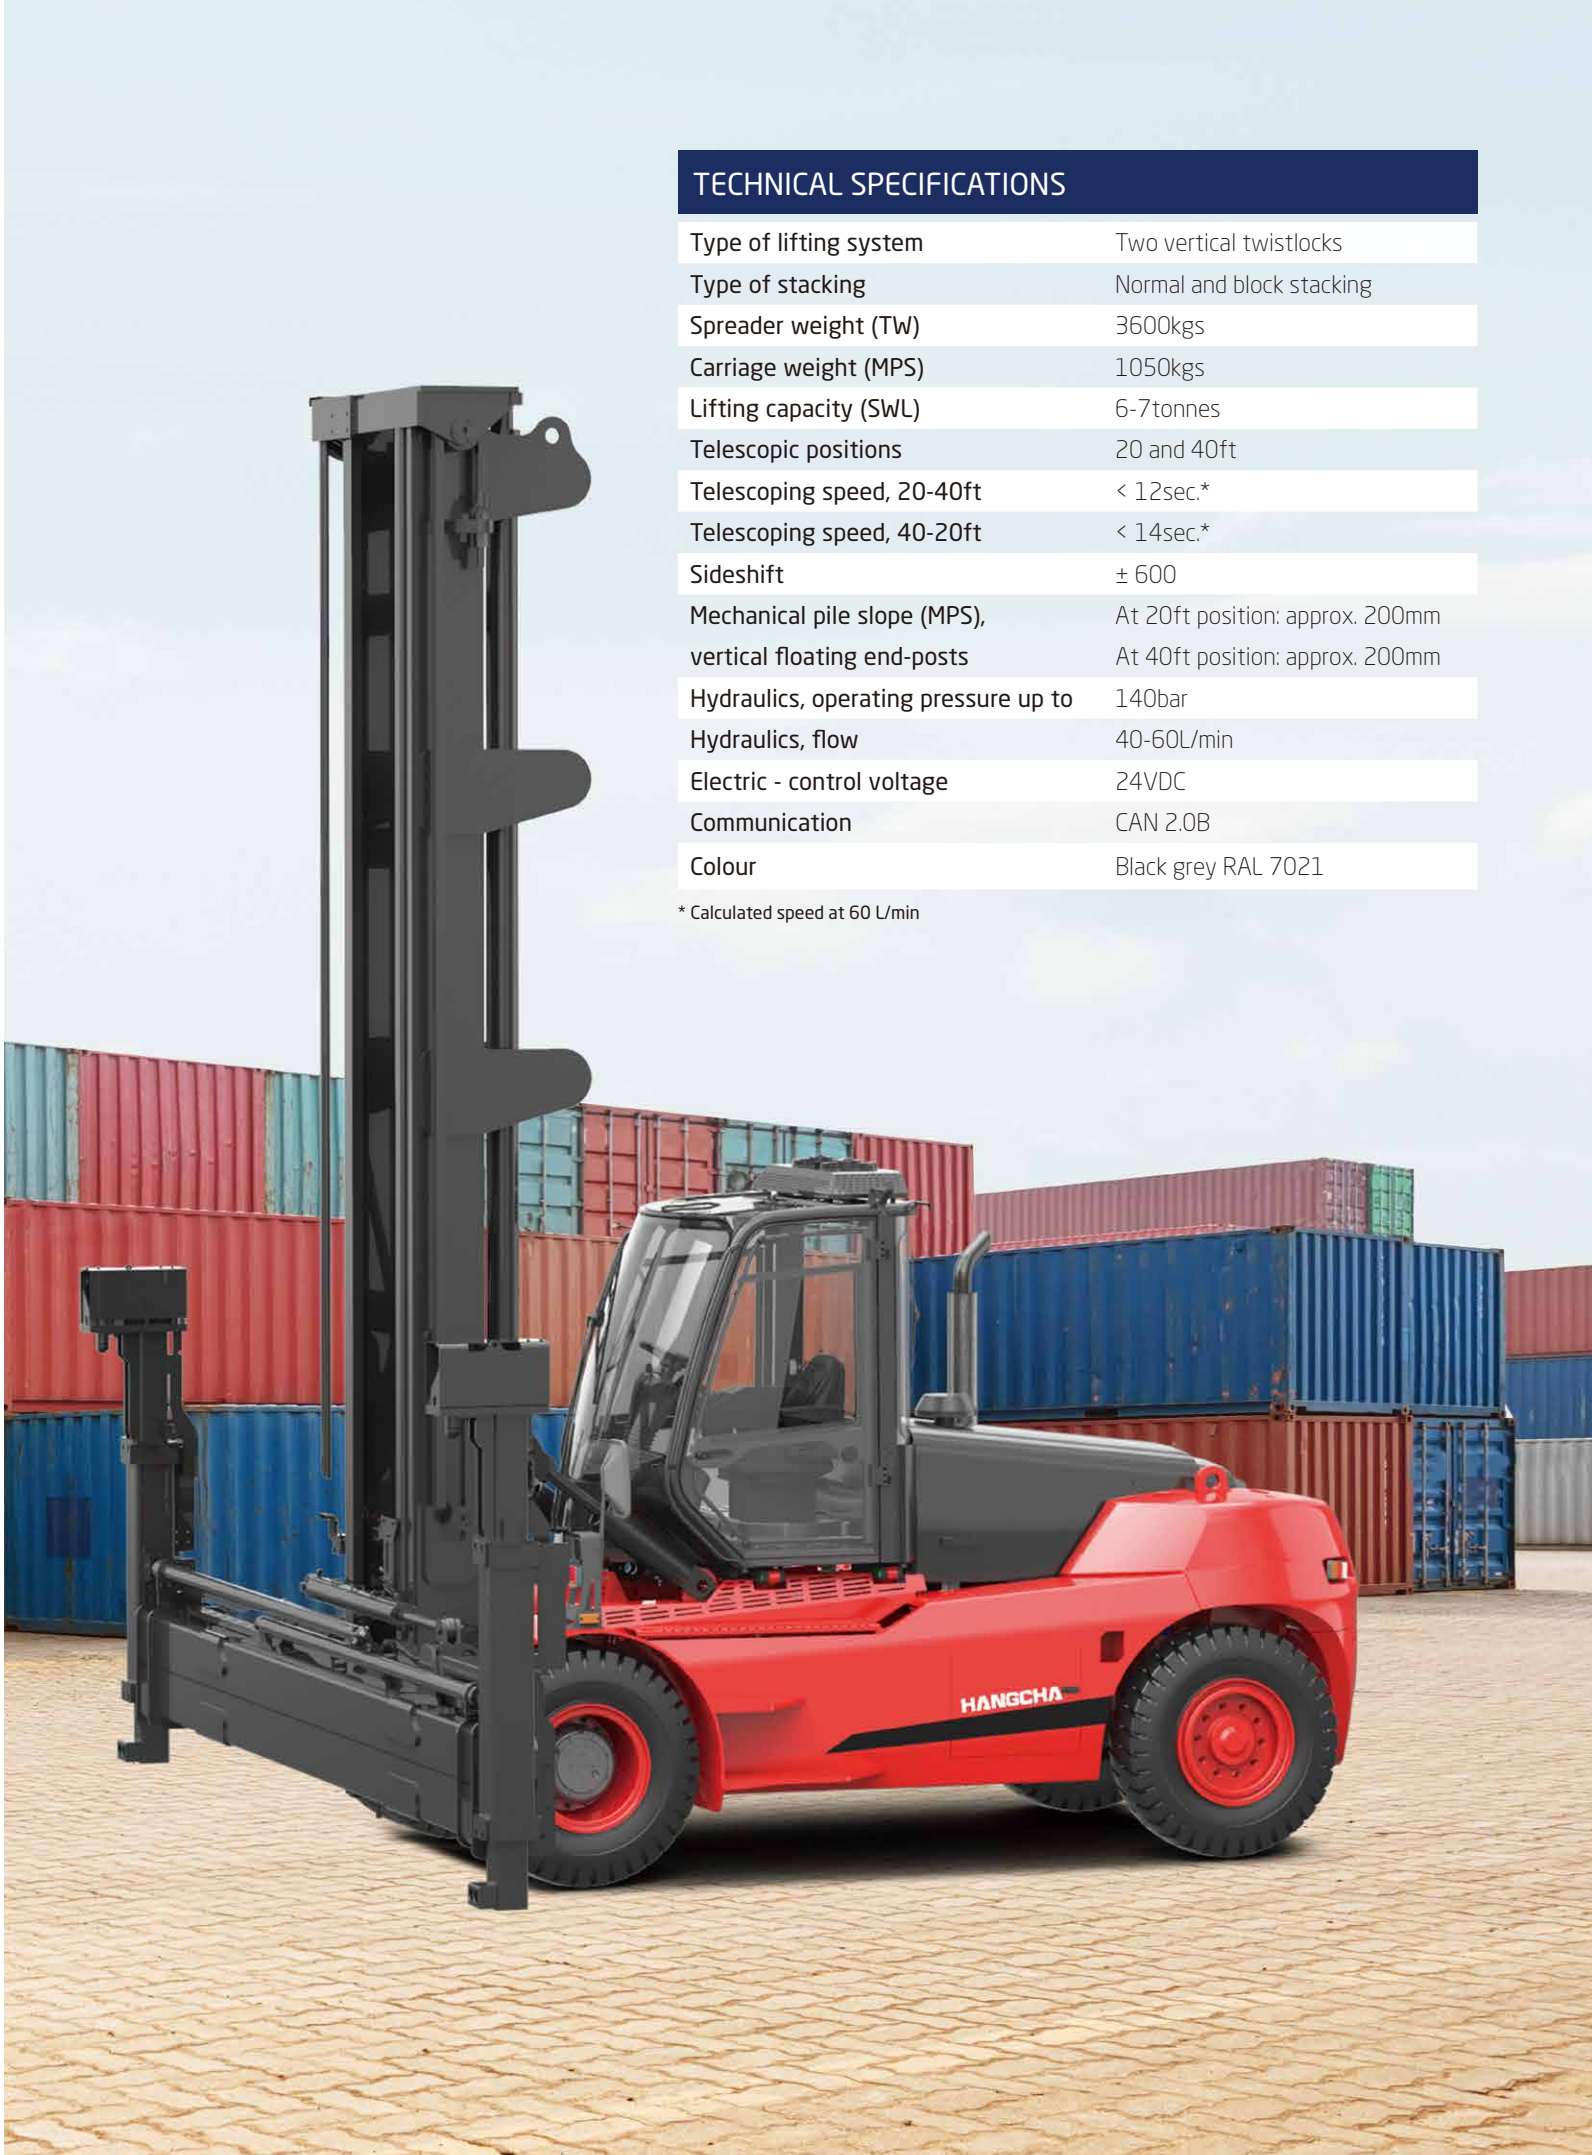 TECHNICAL SPECIFICATIONS
Type of lifting system Two vertical twistlocks
Type of stacking Normal and block stacking
Spreader weight (TW) 3600kgs
Carriage weight (MPS) 1050kgs
Lifting capacity (SWL) 6-7tonnes
Telescopic positions 20 and 40ft
Telescoping speed, 20-40ft < 12sec.*
Telescoping speed, 40-20ft < 14sec.*
Sideshift ± 600
Mechanical pile slope (MPS), At 20ft position: approx. 200mm
vertical floating end-posts At 40ft position: approx. 200mm
Hydraulics, operating pressure up to 140bar
Hydraulics, flow 40-60L/min
Electric - control voltage 24VDC
Communication CAN 2.0B
Colour Black grey RAL 7021
* Calculated speed at 60 L/min
HANGCHA